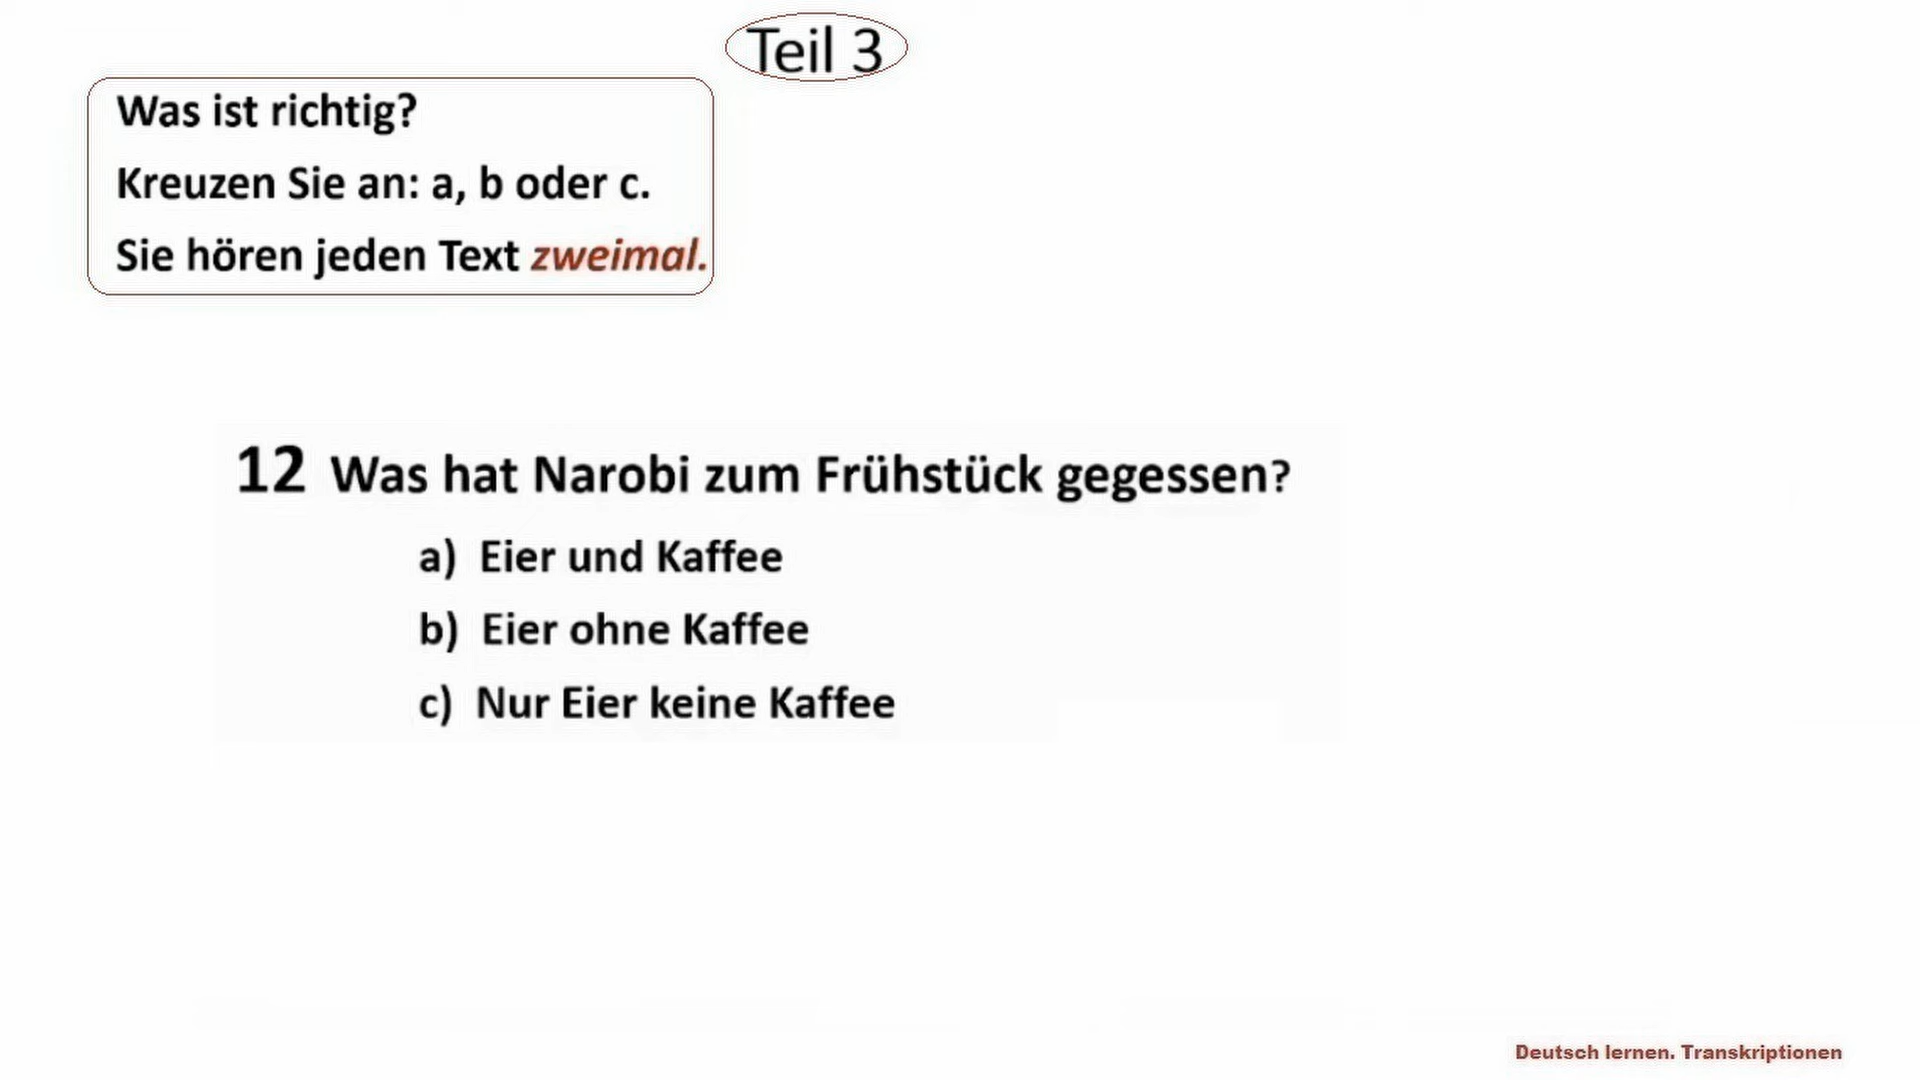 Teil 3
Was ist richtig?
Kreuzen Sie an: a, b oder c.
Sie hören jeden Text zweimal.
12 Was hat Narobi zum Frühstück gegessen?
a) Eier und Kaffee
b) Eier ohne Kaffee
c) Nur Eier keine Kaffee
Deutsch lernen. Transkriptionen